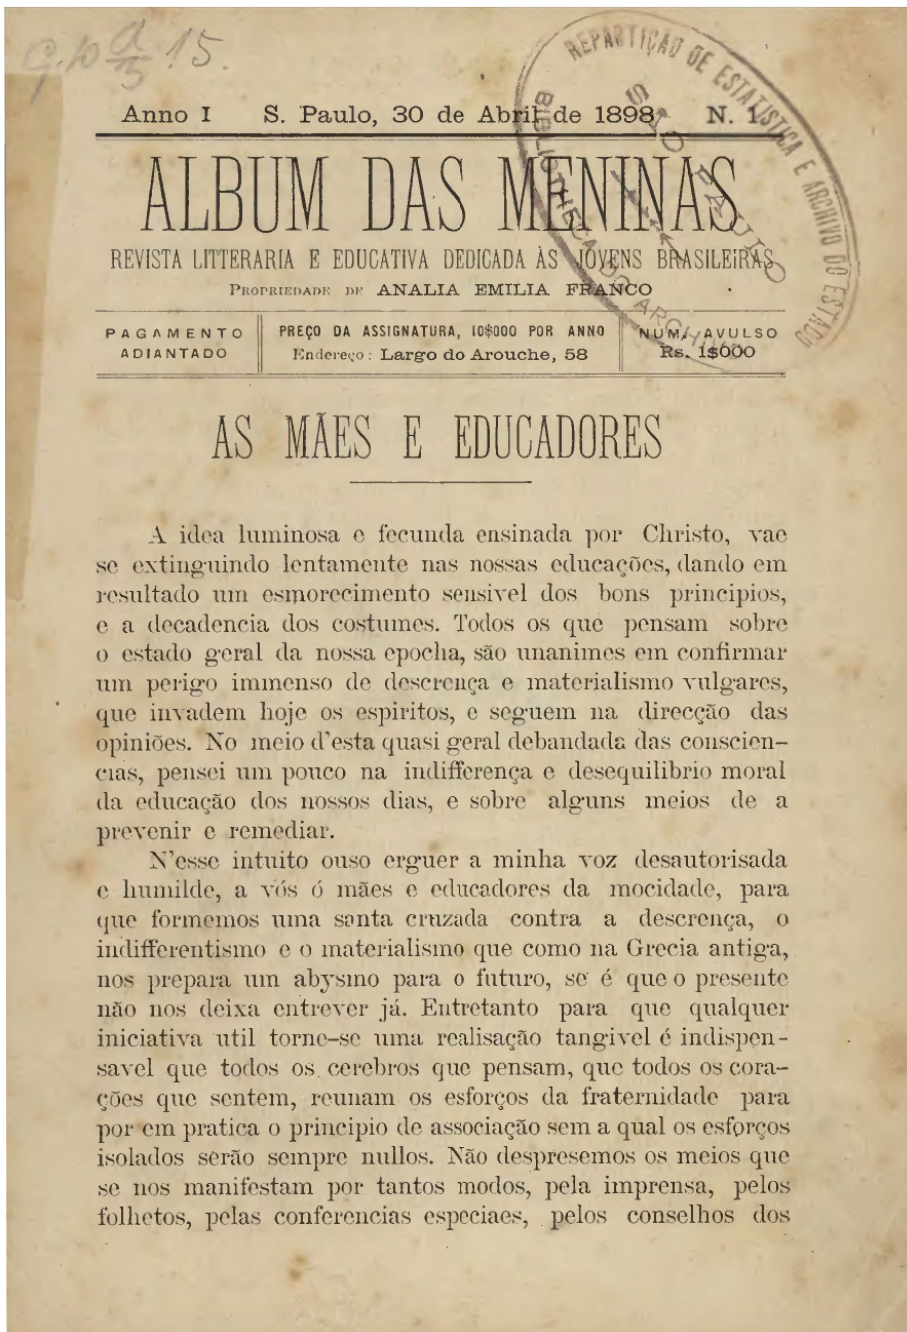 Anno I S. Paulo, 30 de Abril de 1898 N. 1
ALBUM DAS MENINAS
REVISTA LITTERARIA E EDUCATIVA DEDICADA ÀS JOVENS BRASILEIRAS
PROPRIEDADE DE ANALIA EMILIA FRANCO
PAGAMENTO ADIANTADO
PREÇO DA ASSIGNATURA, 10$000 POR ANNO
Endereço: Largo do Arouche, 58
NUM. AVULSO
Rs. 1$000
REPARTIÇÃO DE ESTATISTICA E ARCHIVO DO ESTADO
SÃO PAULO
BIBLIOTHECA DO ARCHIVO
AS MÃES E EDUCADORES
A idea luminosa e fecunda ensinada por Christo, vae
se extinguindo lentamente nas nossas educações, dando em
resultado um esmorecimento sensivel dos bons principios,
e a decadencia dos costumes. Todos os que pensam sobre
o estado geral da nossa epocha, são unanimes em confirmar
um perigo immenso de descrença e materialismo vulgares,
que invadem hoje os espiritos, e seguem na direcção das
opiniões. No meio d'esta quasi geral debandada das conscien-
cias, pensei um pouco na indifferença e desequilibrio moral
da educação dos nossos dias, e sobre alguns meios de a
prevenir e remediar.
N'esse intuito ouso erguer a minha voz desautorisada
e humilde, a vós ó mães e educadores da mocidade, para
que formemos uma santa cruzada contra a descrença, o
indifferentismo e o materialismo que como na Grecia antiga,
nos prepara um abysmo para o futuro, se é que o presente
não nos deixa entrever já. Entretanto para que qualquer
iniciativa util torne-se uma realisação tangivel é indispen-
savel que todos os cerebros que pensam, que todos os cora-
ções que sentem, reunam os esforços da fraternidade para
por em pratica o principio de associação sem a qual os esforços
isolados serão sempre nullos. Não despresemos os meios que
se nos manifestam por tantos modos, pela imprensa, pelos
folhetos, pelas conferencias especiaes, pelos conselhos dos